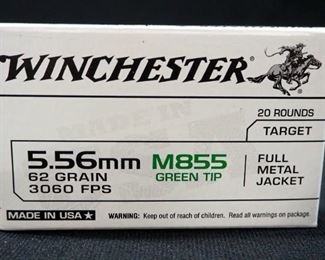 WINCHESTER
20 ROUNDS
TARGET
5.56mm M855
62 GRAIN GREEN TIP
3060 FPS
FULL
METAL
JACKET
MADE IN USA★
WARNING: Keep out of reach of children. Read all warnings on package.